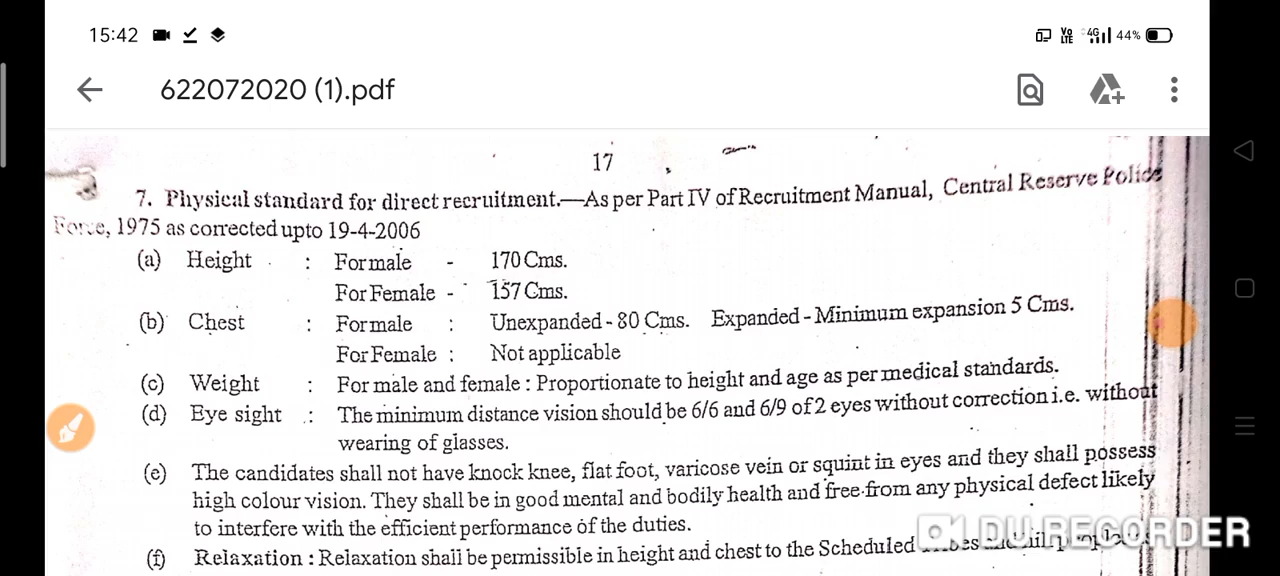 15:42
4G 44%
622072020 (1).pdf
17
7. Physical standard for direct recruitment.—As per Part IV of Recruitment Manual, Central Reserve Police
Force, 1975 as corrected upto 19-4-2006
(a) Height : For male - 170 Cms.
For Female - 157 Cms.
(b) Chest : For male : Unexpanded - 80 Cms. Expanded - Minimum expansion 5 Cms.
For Female : Not applicable
(c) Weight : For male and female : Proportionate to height and age as per medical standards.
(d) Eye sight : The minimum distance vision should be 6/6 and 6/9 of 2 eyes without correction i.e. without
wearing of glasses.
(e) The candidates shall not have knock knee, flat foot, varicose vein or squint in eyes and they shall possess
high colour vision. They shall be in good mental and bodily health and free from any physical defect likely
to interfere with the efficient performance of the duties.
(f) Relaxation : Relaxation shall be permissible in height and chest to the Scheduled
DU RECORDER